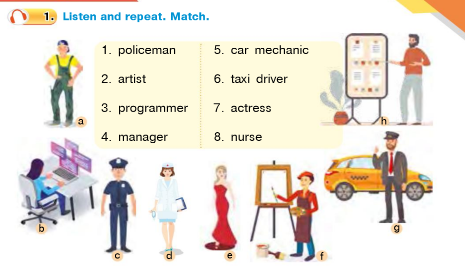 1. Listen and repeat. Match.
1. policeman
2. artist
3. programmer
4. manager
5. car mechanic
6. taxi driver
7. actress
8. nurse
a
b
c
d
e
f
g
h